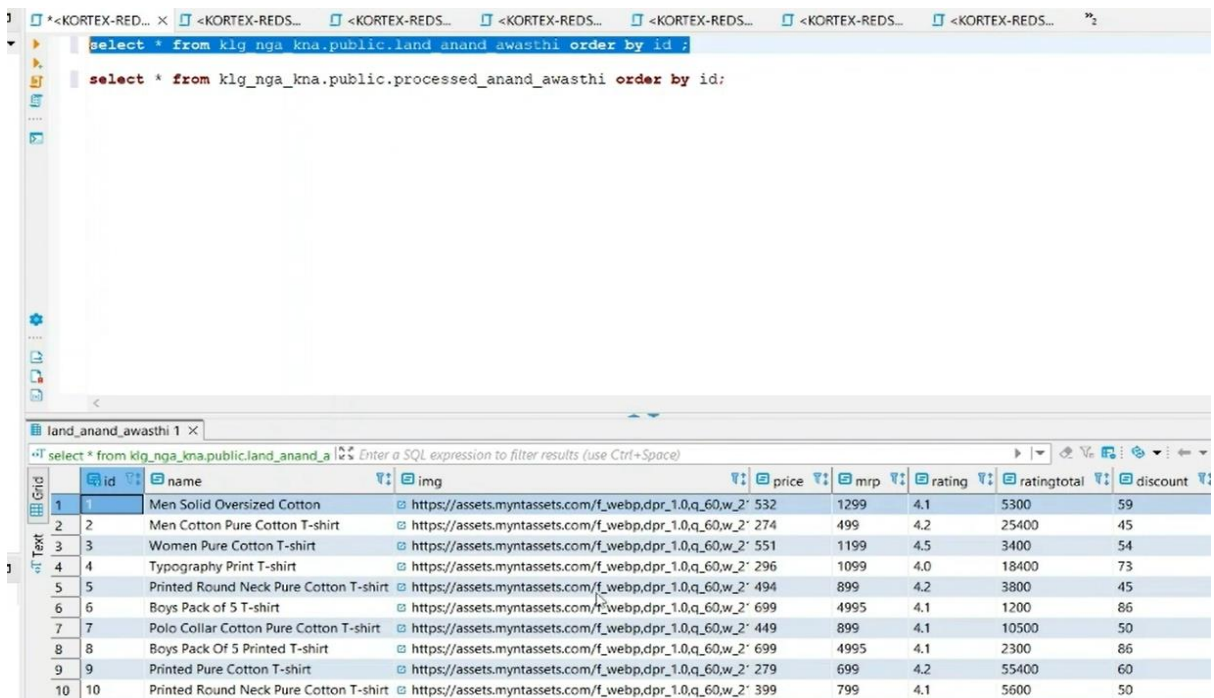 *<KORTEX-RED... × <KORTEX-REDS... <KORTEX-REDS... <KORTEX-REDS... <KORTEX-REDS... <KORTEX-REDS... <KORTEX-REDS... »2
select * from klg_nga_kna.public.land_anand_awasthi order by id ;
select * from klg_nga_kna.public.processed_anand_awasthi order by id;
land_anand_awasthi 1 ×
select * from klg_nga_kna.public.land_anand_a Enter a SQL expression to filter results (use Ctrl+Space)
Grid
Text
id name img price mrp rating ratingtotal discount
1 1 Men Solid Oversized Cotton https://assets.myntassets.com/f_webp,dpr_1.0,q_60,w_2 532 1299 4.1 5300 59
2 2 Men Cotton Pure Cotton T-shirt https://assets.myntassets.com/f_webp,dpr_1.0,q_60,w_2 274 499 4.2 25400 45
3 3 Women Pure Cotton T-shirt https://assets.myntassets.com/f_webp,dpr_1.0,q_60,w_2 551 1199 4.5 3400 54
4 4 Typography Print T-shirt https://assets.myntassets.com/f_webp,dpr_1.0,q_60,w_2 296 1099 4.0 18400 73
5 5 Printed Round Neck Pure Cotton T-shirt https://assets.myntassets.com/f_webp,dpr_1.0,q_60,w_2 494 899 4.2 3800 45
6 6 Boys Pack of 5 T-shirt https://assets.myntassets.com/f_webp,dpr_1.0,q_60,w_2 699 4995 4.1 1200 86
7 7 Polo Collar Cotton Pure Cotton T-shirt https://assets.myntassets.com/f_webp,dpr_1.0,q_60,w_2 449 899 4.1 10500 50
8 8 Boys Pack Of 5 Printed T-shirt https://assets.myntassets.com/f_webp,dpr_1.0,q_60,w_2 699 4995 4.1 2300 86
9 9 Printed Pure Cotton T-shirt https://assets.myntassets.com/f_webp,dpr_1.0,q_60,w_2 279 699 4.2 55400 60
10 10 Printed Round Neck Pure Cotton T-shirt https://assets.myntassets.com/f_webp,dpr_1.0,q_60,w_2 399 799 4.1 5600 50